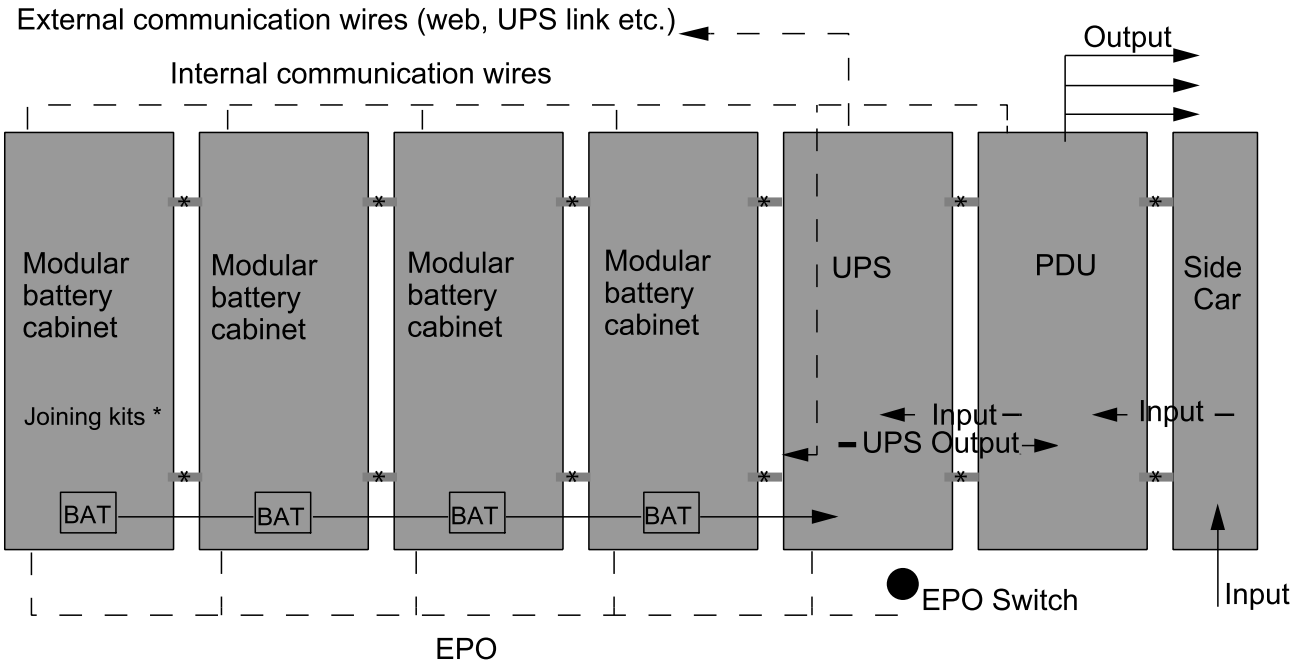 External communication wires (web, UPS link etc.)
Output
Internal communication wires
Modular
battery
cabinet
Modular
battery
cabinet
Modular
battery
cabinet
Modular
battery
cabinet
UPS
PDU
Side
Car
Joining kits *
Input
Input
UPS Output
BAT
BAT
BAT
BAT
EPO Switch
Input
EPO